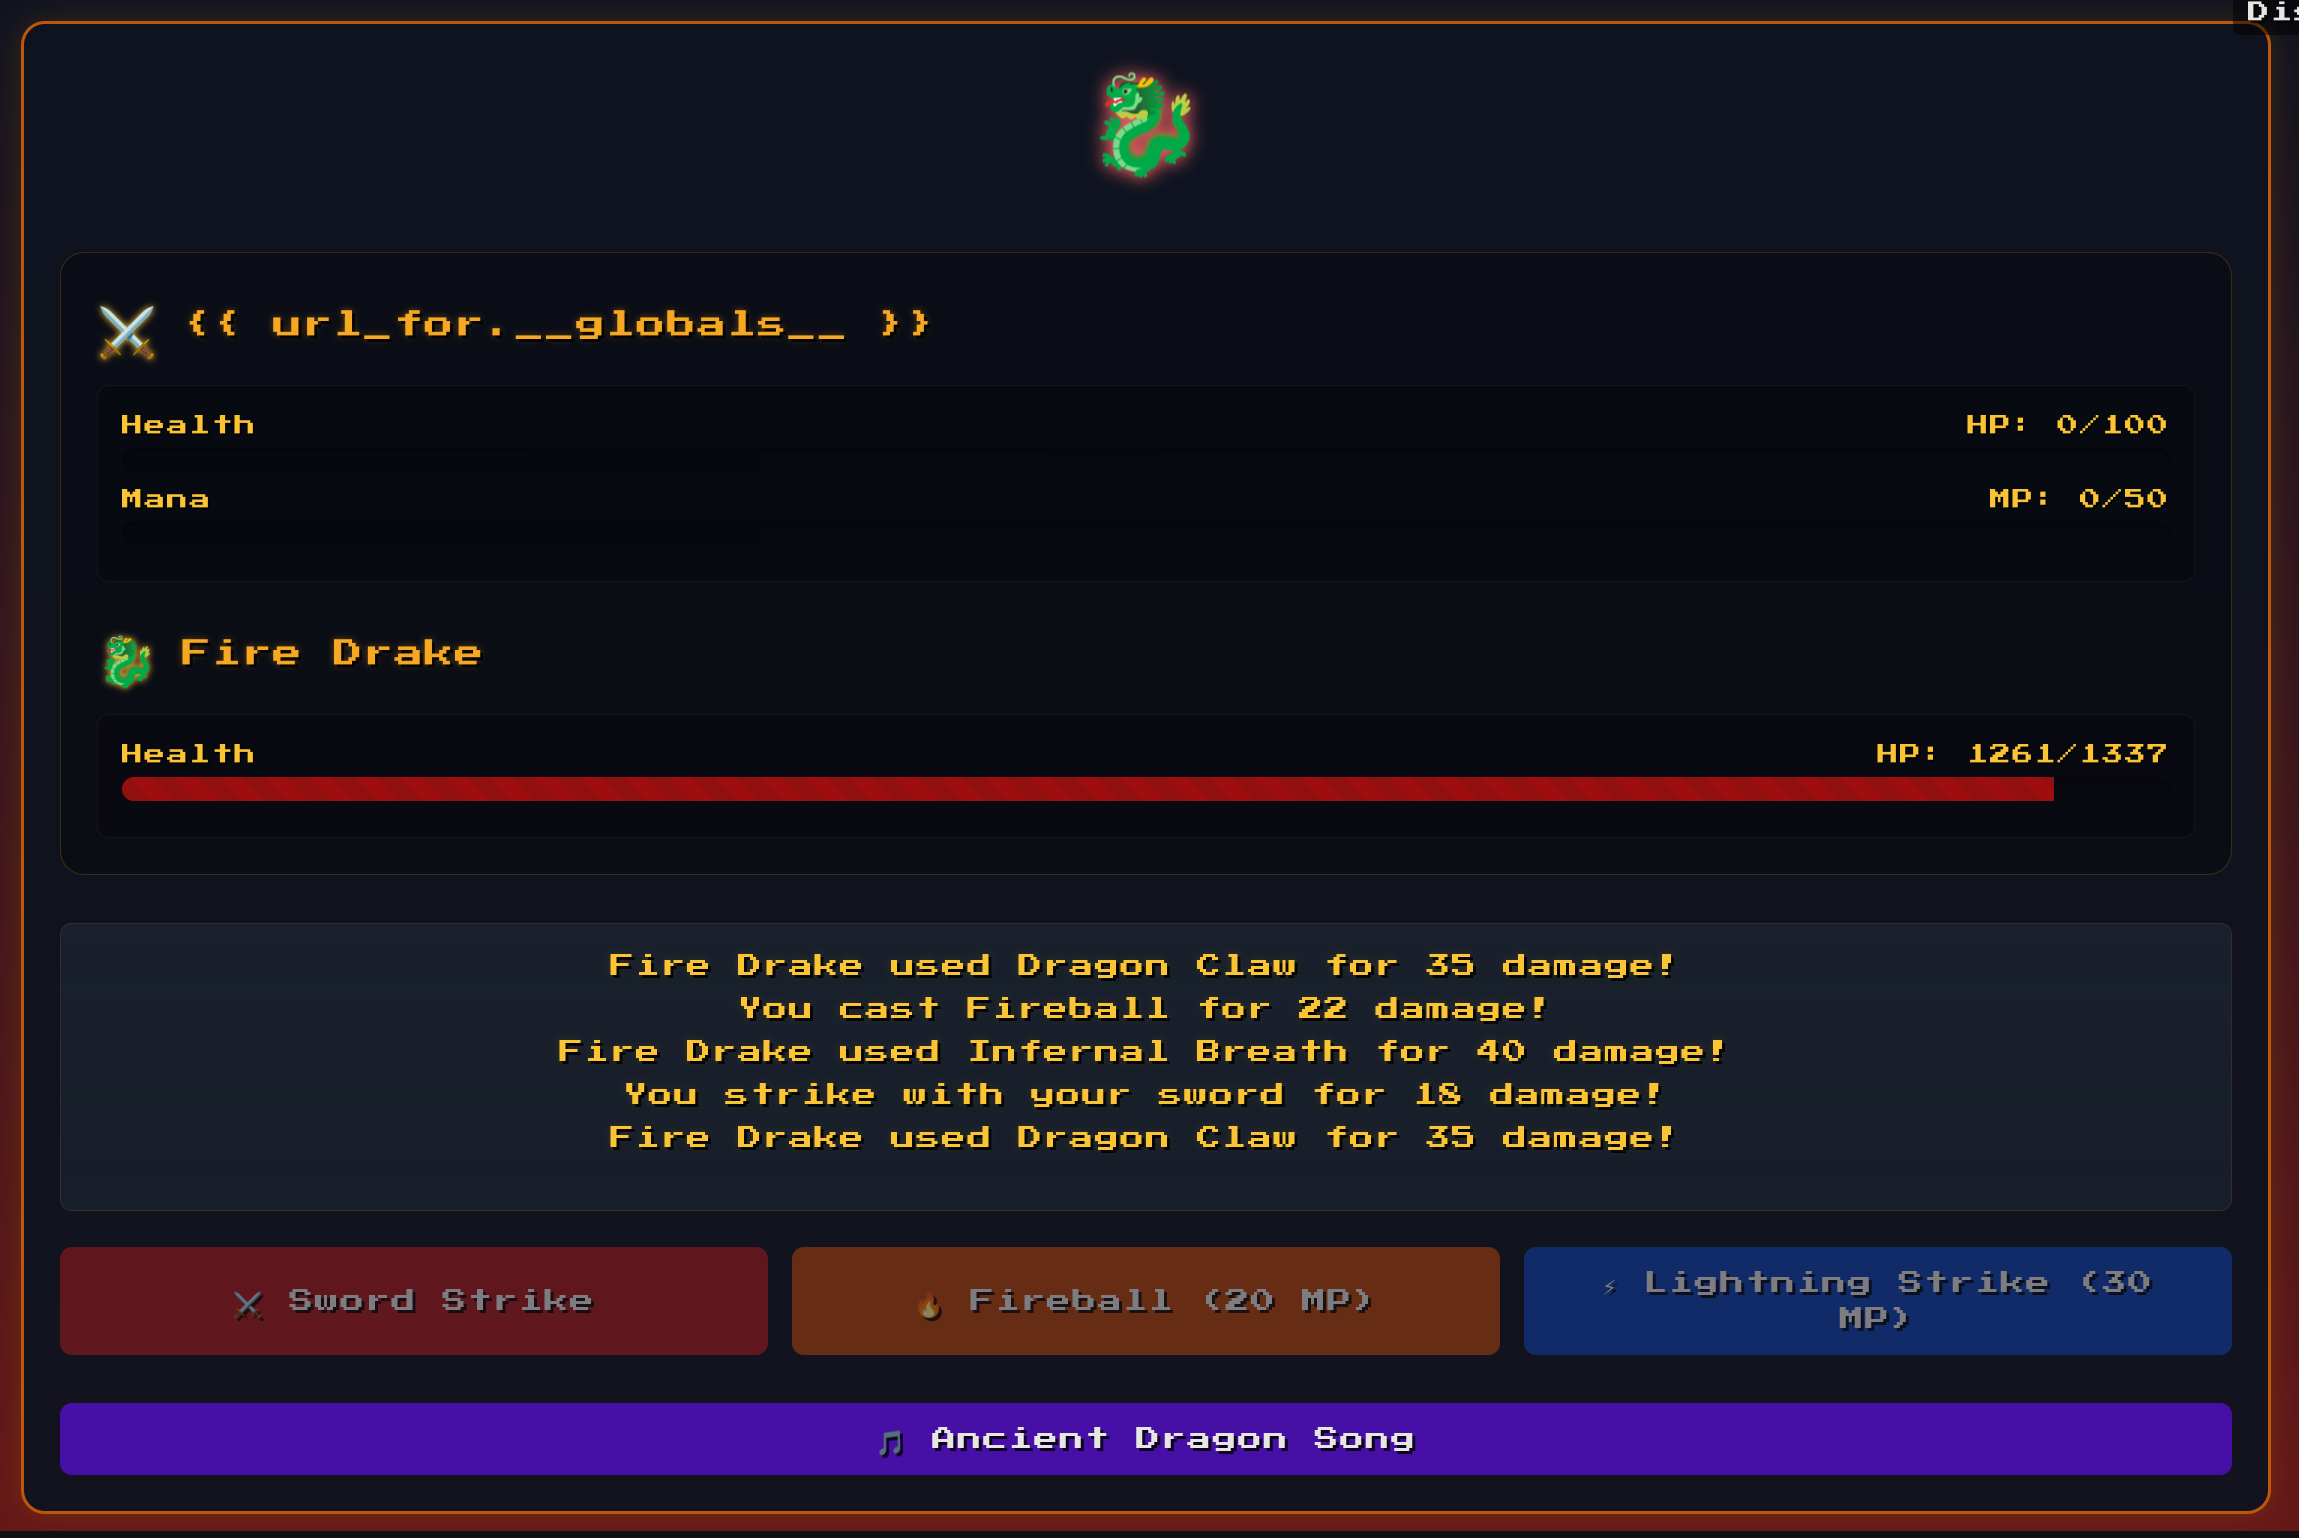 Dis
{{ url_for.__globals__ }}
Health HP: 0/100
Mana MP: 0/50
Fire Drake
Health HP: 1261/1337
Fire Drake used Dragon Claw for 35 damage!
You cast Fireball for 22 damage!
Fire Drake used Infernal Breath for 40 damage!
You strike with your sword for 18 damage!
Fire Drake used Dragon Claw for 35 damage!
Sword Strike
Fireball (20 MP)
Lightning Strike (30
MP)
Ancient Dragon Song